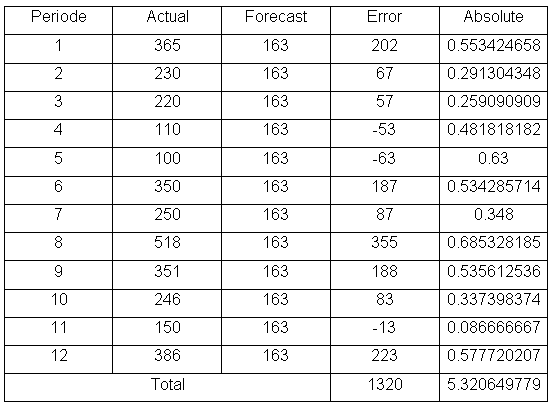 Periode Actual Forecast Error Absolute
1 365 163 202 0.553424658
2 230 163 67 0.291304348
3 220 163 57 0.259090909
4 110 163 -53 0.481818182
5 100 163 -63 0.63
6 350 163 187 0.534285714
7 250 163 87 0.348
8 518 163 355 0.685328185
9 351 163 188 0.535612536
10 246 163 83 0.337398374
11 150 163 -13 0.086666667
12 386 163 223 0.577720207
Total 1320 5.320649779